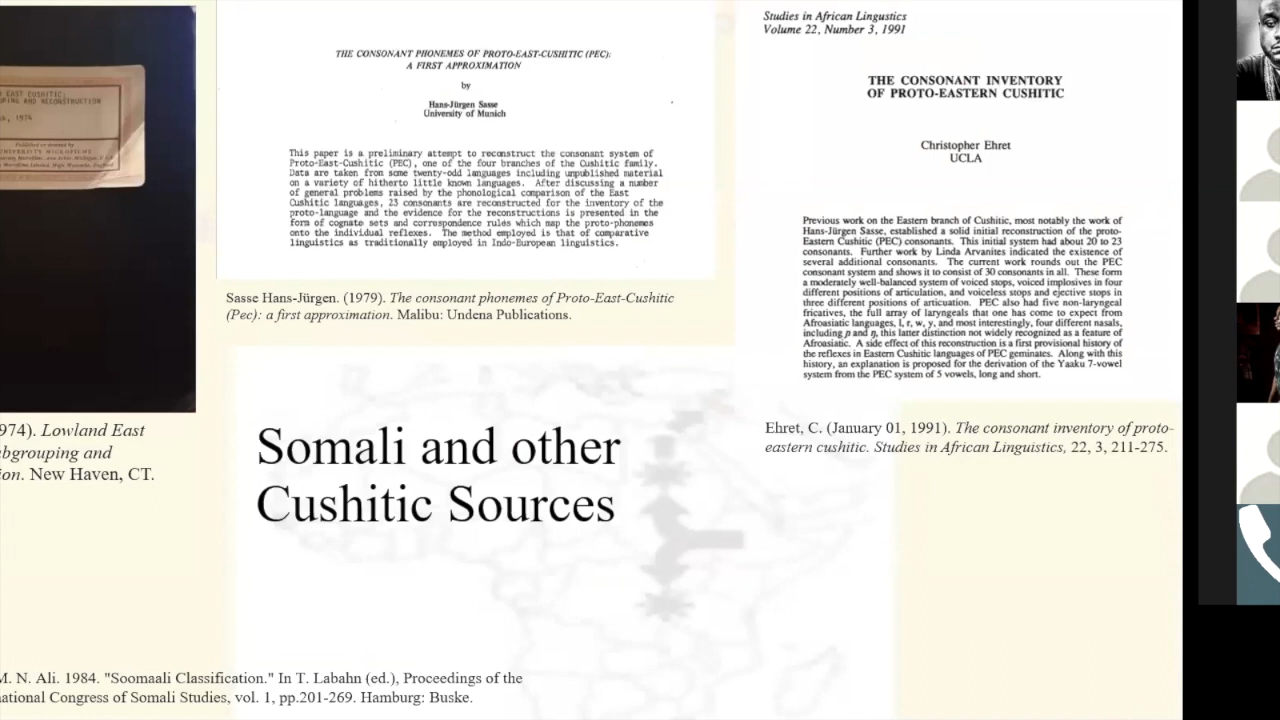 EAST CUSHITIC:
PING AND RECONSTRUCTION
1974
UNIVERSITY MICROFILMS
974). Lowland East
bgrouping and
on. New Haven, CT.
THE CONSONANT PHONEMES OF PROTO-EAST-CUSHITIC (PEC):
A FIRST APPROXIMATION
by
Hans-Jürgen Sasse
University of Munich
This paper is a preliminary attempt to reconstruct the consonant system of
Proto-East-Cushitic (PEC), one of the four branches of the Cushitic family.
Data are taken from some twenty-odd languages including unpublished material
on a variety of hitherto little known languages. After discussing a number
of general problems raised by the phonological comparison of the East
Cushitic languages, 23 consonants are reconstructed for the inventory of the
proto-language and the evidence for the reconstructions is presented in the
form of cognate sets and correspondence rules which map the proto-phonemes
onto the individual reflexes. The method employed is that of comparative
linguistics as traditionally employed in Indo-European linguistics.
Sasse Hans-Jürgen. (1979). The consonant phonemes of Proto-East-Cushitic
(Pec): a first approximation. Malibu: Undena Publications.
Studies in African Lingustics
Volume 22, Number 3, 1991
THE CONSONANT INVENTORY
OF PROTO-EASTERN CUSHITIC
Christopher Ehret
UCLA
Previous work on the Eastern branch of Cushitic, most notably the work of
Hans-Jürgen Sasse, established a solid initial reconstruction of the proto-
Eastern Cushitic (PEC) consonants. This initial system had about 20 to 23
consonants. Further work by Linda Arvanites indicated the existence of
several additional consonants. The current work rounds out the PEC
consonant system and shows it to consist of 30 consonants in all. These form
a moderately well-balanced system of voiced stops, voiced implosives in four
different positions of articulation, and voiceless stops and ejective stops in
three different positions of articuation. PEC also had five non-laryngeal
fricatives, the full array of laryngeals that one has come to expect from
Afroasiatic languages, l, r, w, y, and most interestingly, four different nasals,
including ɲ and ŋ, this latter distinction not widely recognized as a feature of
Afroasiatic. A side effect of this reconstruction is a first provisional history of
the reflexes in Eastern Cushitic languages of PEC geminates. Along with this
history, an explanation is proposed for the derivation of the Yaaku 7-vowel
system from the PEC system of 5 vowels, long and short.
Ehret, C. (January 01, 1991). The consonant inventory of proto-
eastern cushitic. Studies in African Linguistics, 22, 3, 211-275.
Somali and other
Cushitic Sources
M. N. Ali. 1984. "Soomaali Classification." In T. Labahn (ed.), Proceedings of the
national Congress of Somali Studies, vol. 1, pp.201-269. Hamburg: Buske.